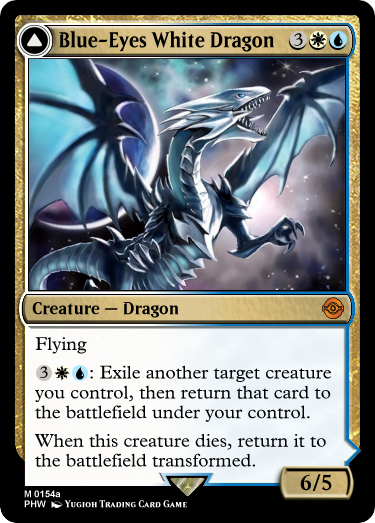 Blue-Eyes White Dragon 3
Creature — Dragon
Flying
3: Exile another target creature
you control, then return that card to
the battlefield under your control.
When this creature dies, return it to
the battlefield transformed.
6/5
M 0154a
PHW YUGIOH TRADING CARD GAME